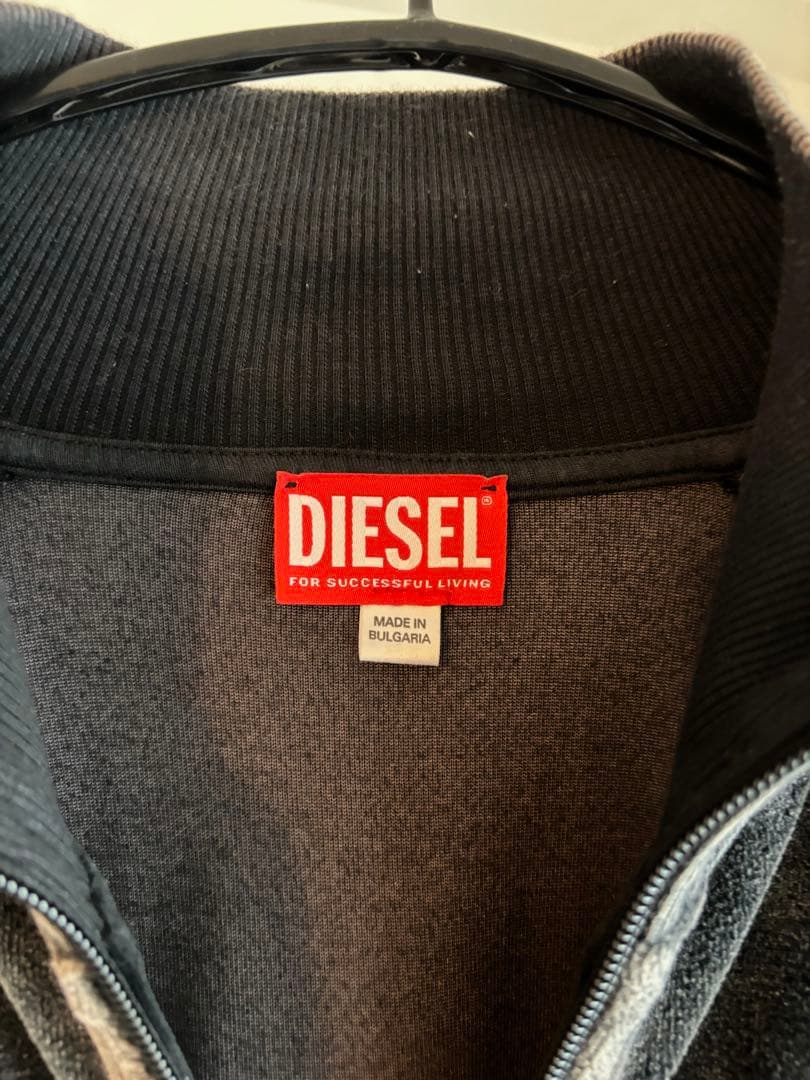 DIESEL®
FOR SUCCESSFUL LIVING
MADE IN
BULGARIA